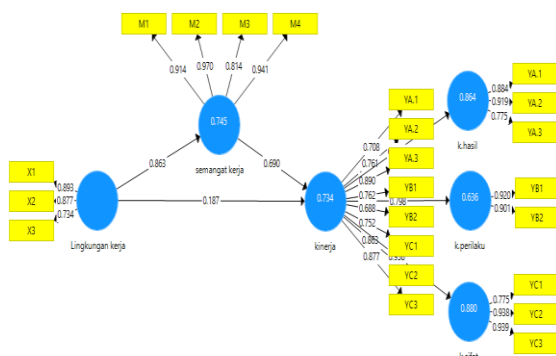 M1 M2 M3 M4
0.914 0.970 0.814 0.941
0.745
semangat kerja
0.863
0.690
X1
X2
X3
0.893
0.877
0.734
Lingkungan kerja
0.187
0.734
kinerja
0.708
0.761
0.890
0.762
0.688
0.752
0.863
0.877
YA.1
YA.2
YA.3
YB1
YB2
YC1
YC2
YC3
0.798
0.864
k.hasil
0.884
0.919
0.775
YA.1
YA.2
YA.3
0.636
k.perilaku
0.920
0.901
YB1
YB2
0.880
0.775
0.938
0.939
YC1
YC2
YC3